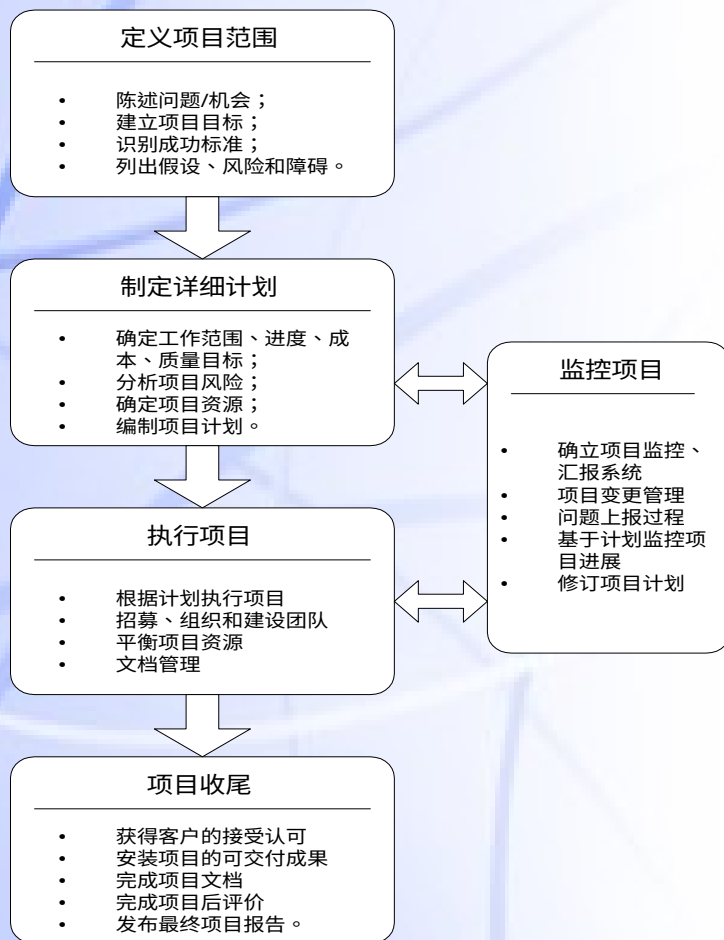 定义项目范围
• 陈述问题/机会；
• 建立项目目标；
• 识别成功标准；
• 列出假设、风险和障碍。
制定详细计划
• 确定工作范围、进度、成
本、质量目标；
• 分析项目风险；
• 确定项目资源；
• 编制项目计划。
监控项目
• 确立项目监控、
汇报系统
• 项目变更管理
• 问题上报过程
• 基于计划监控项
目进展
• 修订项目计划
执行项目
• 根据计划执行项目
• 招募、组织和建设团队
• 平衡项目资源
• 文档管理
项目收尾
• 获得客户的接受认可
• 安装项目的可交付成果
• 完成项目文档
• 完成项目后评价
• 发布最终项目报告。